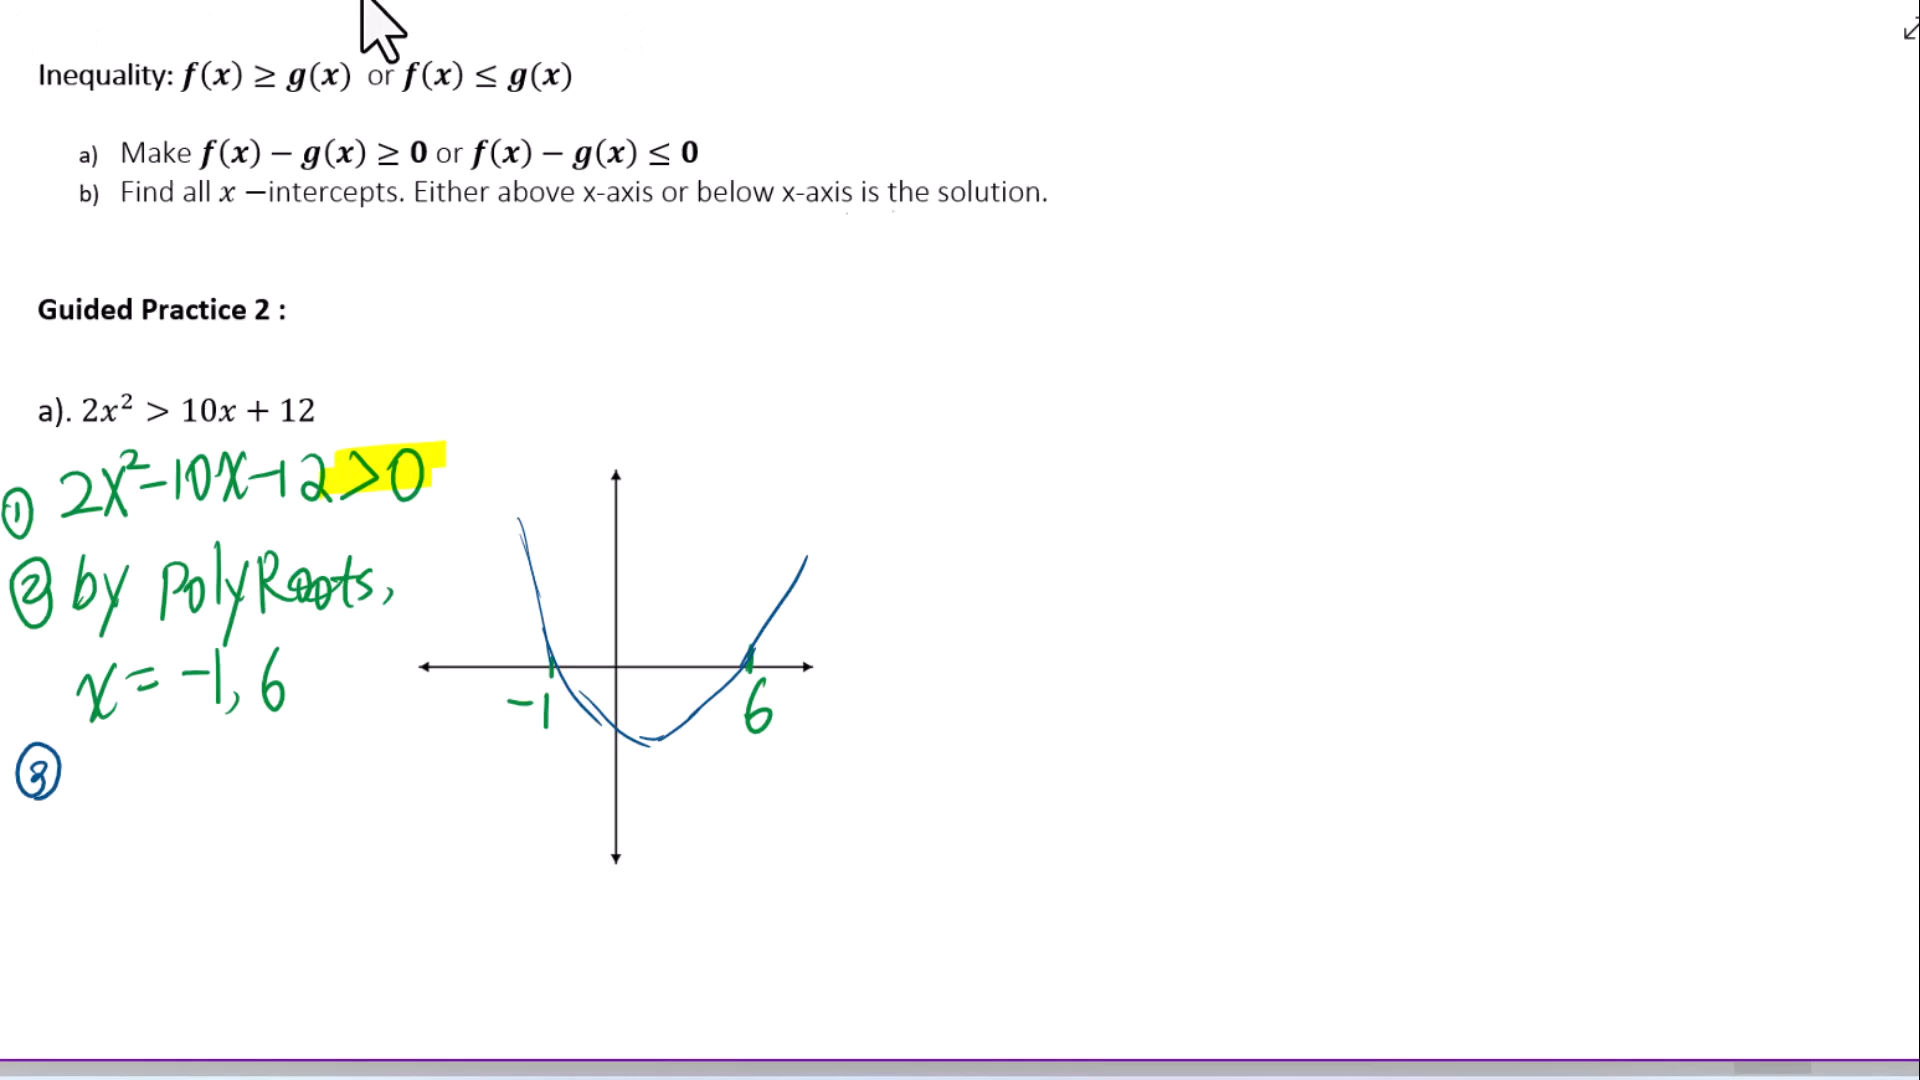 Inequality: f(x) ≥ g(x) or f(x) ≤ g(x)
a) Make f(x) − g(x) ≥ 0 or f(x) − g(x) ≤ 0
b) Find all x −intercepts. Either above x-axis or below x-axis is the solution.
Guided Practice 2 :
a). 2x² > 10x + 12
① 2x²-10x-12>0
② by PolyRoots,
x = -1, 6
-1 6
③